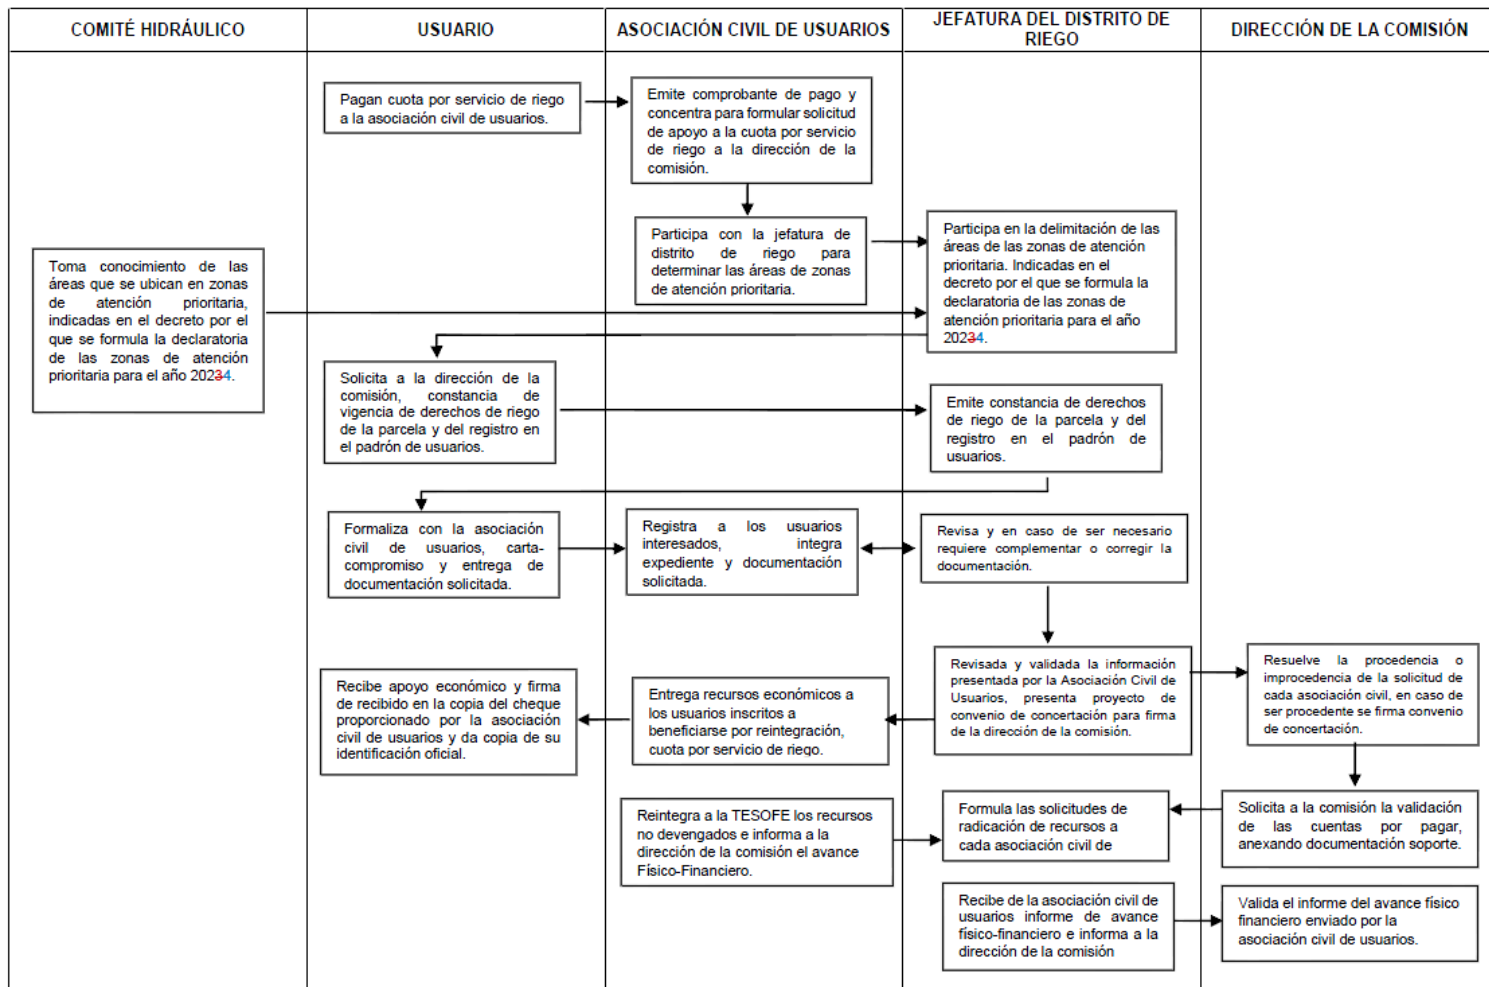 COMITÉ HIDRÁULICO
USUARIO
ASOCIACIÓN CIVIL DE USUARIOS
JEFATURA DEL DISTRITO DE
RIEGO
DIRECCIÓN DE LA COMISIÓN
Pagan cuota por servicio de riego
a la asociación civil de usuarios.
Emite comprobante de pago y
concentra para formular solicitud
de apoyo a la cuota por servicio
de riego a la dirección de la
comisión.
Participa con la jefatura de
distrito de riego para
determinar las áreas de zonas
de atención prioritaria.
Participa en la delimitación de las
áreas de las zonas de atención
prioritaria. Indicadas en el
decreto por el que se formula la
declaratoria de las zonas de
atención prioritaria para el año
20234.
Toma conocimiento de las
áreas que se ubican en zonas
de atención prioritaria,
indicadas en el decreto por el
que se formula la declaratoria
de las zonas de atención
prioritaria para el año 20234.
Solicita a la dirección de la
comisión, constancia de
vigencia de derechos de riego
de la parcela y del registro en
el padrón de usuarios.
Emite constancia de derechos
de riego de la parcela y del
registro en el padrón de
usuarios.
Formaliza con la asociación
civil de usuarios, carta-
compromiso y entrega de
documentación solicitada.
Registra a los usuarios
interesados, integra
expediente y documentación
solicitada.
Revisa y en caso de ser necesario
requiere complementar o corregir la
documentación.
Recibe apoyo económico y firma
de recibido en la copia del cheque
proporcionado por la asociación
civil de usuarios y da copia de su
identificación oficial.
Entrega recursos económicos a
los usuarios inscritos a
beneficiarse por reintegración,
cuota por servicio de riego.
Revisada y validada la información
presentada por la Asociación Civil de
Usuarios, presenta proyecto de
convenio de concertación para firma
de la dirección de la comisión.
Resuelve la procedencia o
improcedencia de la solicitud de
cada asociación civil, en caso de
ser procedente se firma convenio
de concertación.
Reintegra a la TESOFE los recursos
no devengados e informa a la
dirección de la comisión el avance
Físico-Financiero.
Formula las solicitudes de
radicación de recursos a
cada asociación civil de
Solicita a la comisión la validación
de las cuentas por pagar,
anexando documentación soporte.
Recibe de la asociación civil de
usuarios informe de avance
físico-financiero e informa a la
dirección de la comisión
Valida el informe del avance físico
financiero enviado por la
asociación civil de usuarios.